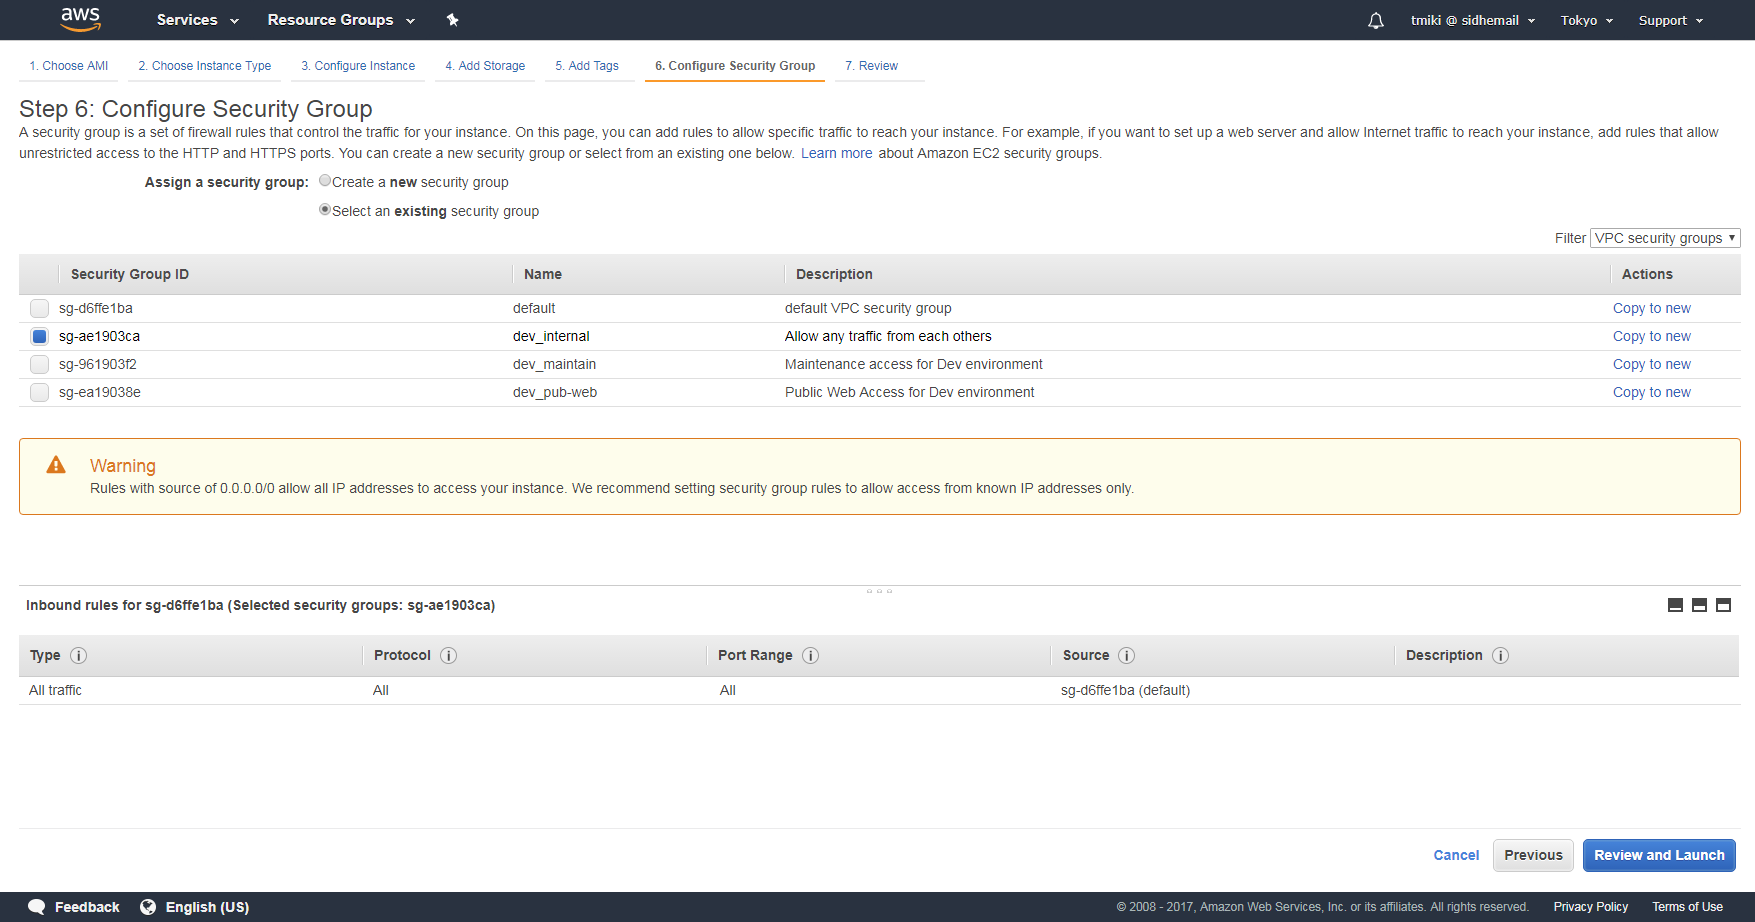 aws Services Resource Groups tmiki @ sidhemail Tokyo Support
1. Choose AMI 2. Choose Instance Type 3. Configure Instance 4. Add Storage 5. Add Tags 6. Configure Security Group 7. Review
Step 6: Configure Security Group
A security group is a set of firewall rules that control the traffic for your instance. On this page, you can add rules to allow specific traffic to reach your instance. For example, if you want to set up a web server and allow Internet traffic to reach your instance, add rules that allow
unrestricted access to the HTTP and HTTPS ports. You can create a new security group or select from an existing one below. Learn more about Amazon EC2 security groups.
Assign a security group: Create a new security group
Select an existing security group
Filter VPC security groups
Security Group ID Name Description Actions
sg-d6ffe1ba default default VPC security group Copy to new
sg-ae1903ca dev_internal Allow any traffic from each others Copy to new
sg-961903f2 dev_maintain Maintenance access for Dev environment Copy to new
sg-ea19038e dev_pub-web Public Web Access for Dev environment Copy to new
Warning
Rules with source of 0.0.0.0/0 allow all IP addresses to access your instance. We recommend setting security group rules to allow access from known IP addresses only.
Inbound rules for sg-d6ffe1ba (Selected security groups: sg-ae1903ca)
Type Protocol Port Range Source Description
All traffic All All sg-d6ffe1ba (default)
Cancel Previous Review and Launch
Feedback English (US) © 2008 - 2017, Amazon Web Services, Inc. or its affiliates. All rights reserved. Privacy Policy Terms of Use